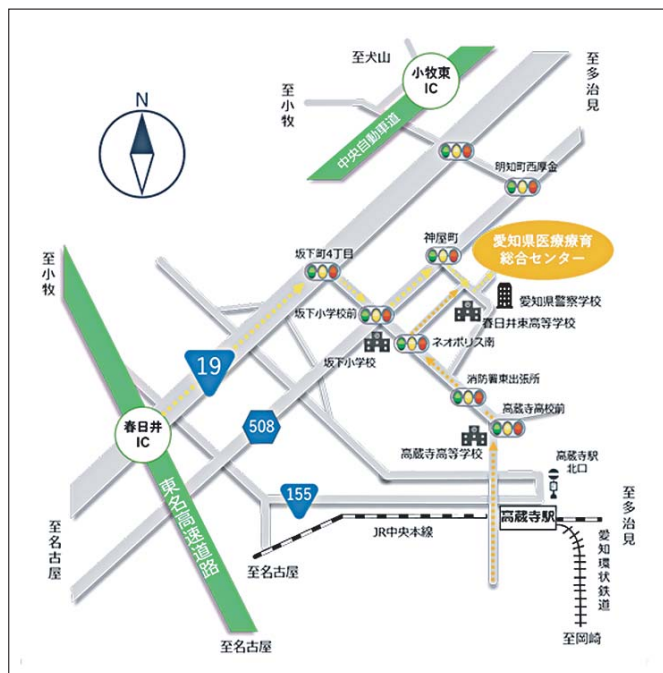 至犬山
小牧東
IC
至多治見
至小牧
中央自動車道
N
明知町西厚金
神屋町
愛知県医療療育
総合センター
坂下町4丁目
至小牧
愛知県警察学校
坂下小学校前
春日井東高等学校
ネオポリス南
坂下小学校
19
消防署東出張所
高蔵寺高校前
春日井
IC
508
高蔵寺高等学校
高蔵寺駅
北口
155
至多治見
東名高速道路
高蔵寺駅
至名古屋
JR中央本線
愛知環状鉄道
至名古屋
至岡崎
至名古屋